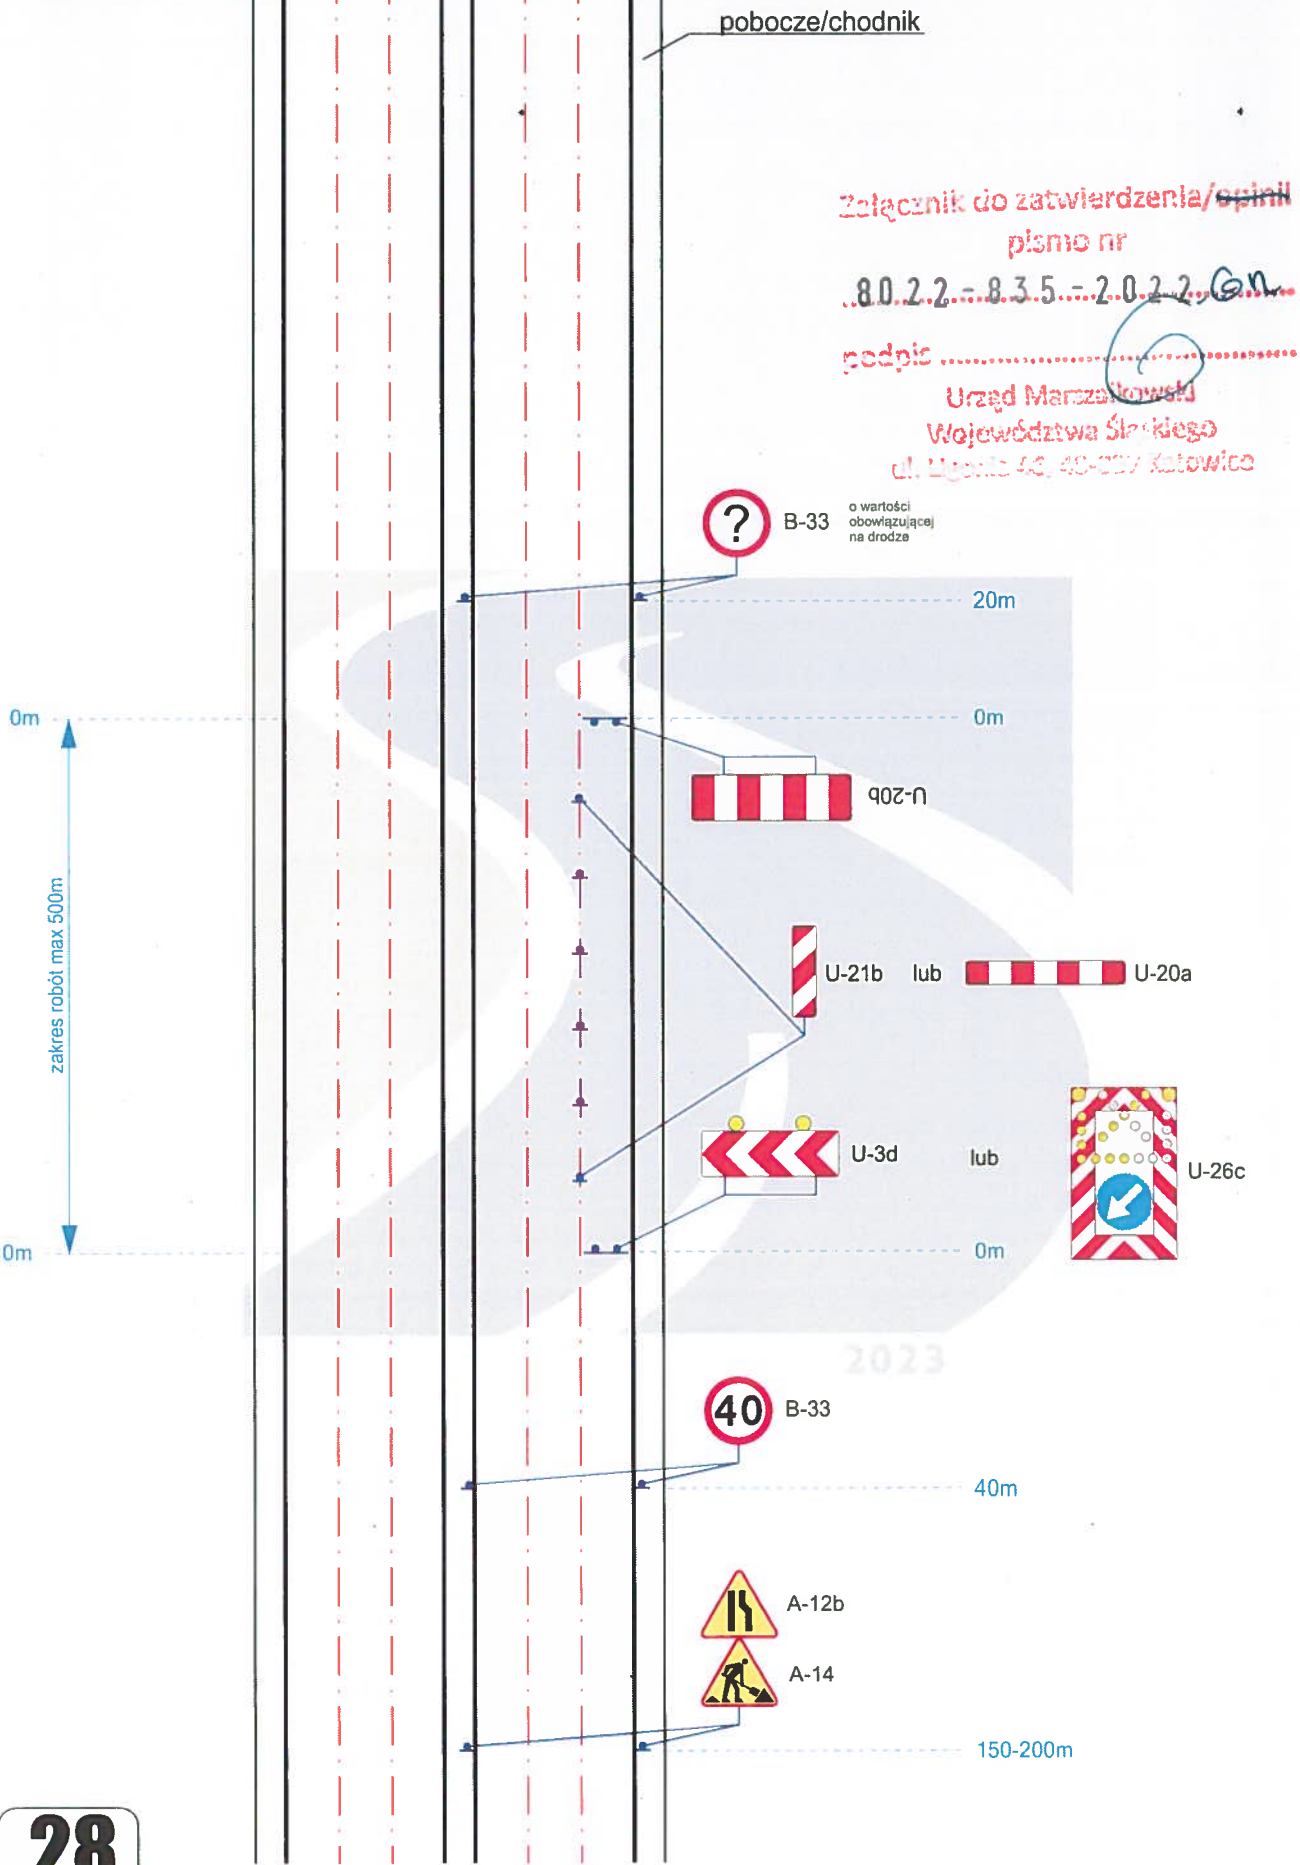 pobocze/chodnik
Załącznik do zatwierdzenia/opinii
pismo nr
8022-835-2022
podpis
Urząd Marszałkowski
Województwa Śląskiego
Katowice
?
B-33
o wartości
obowiązującej
na drodze
20m
0m
0m
U-20b
zakres robót max 500m
U-21b
lub
U-20a
U-3d
lub
U-26c
0m
0m
2023
40
B-33
40m
A-12b
A-14
150-200m
28